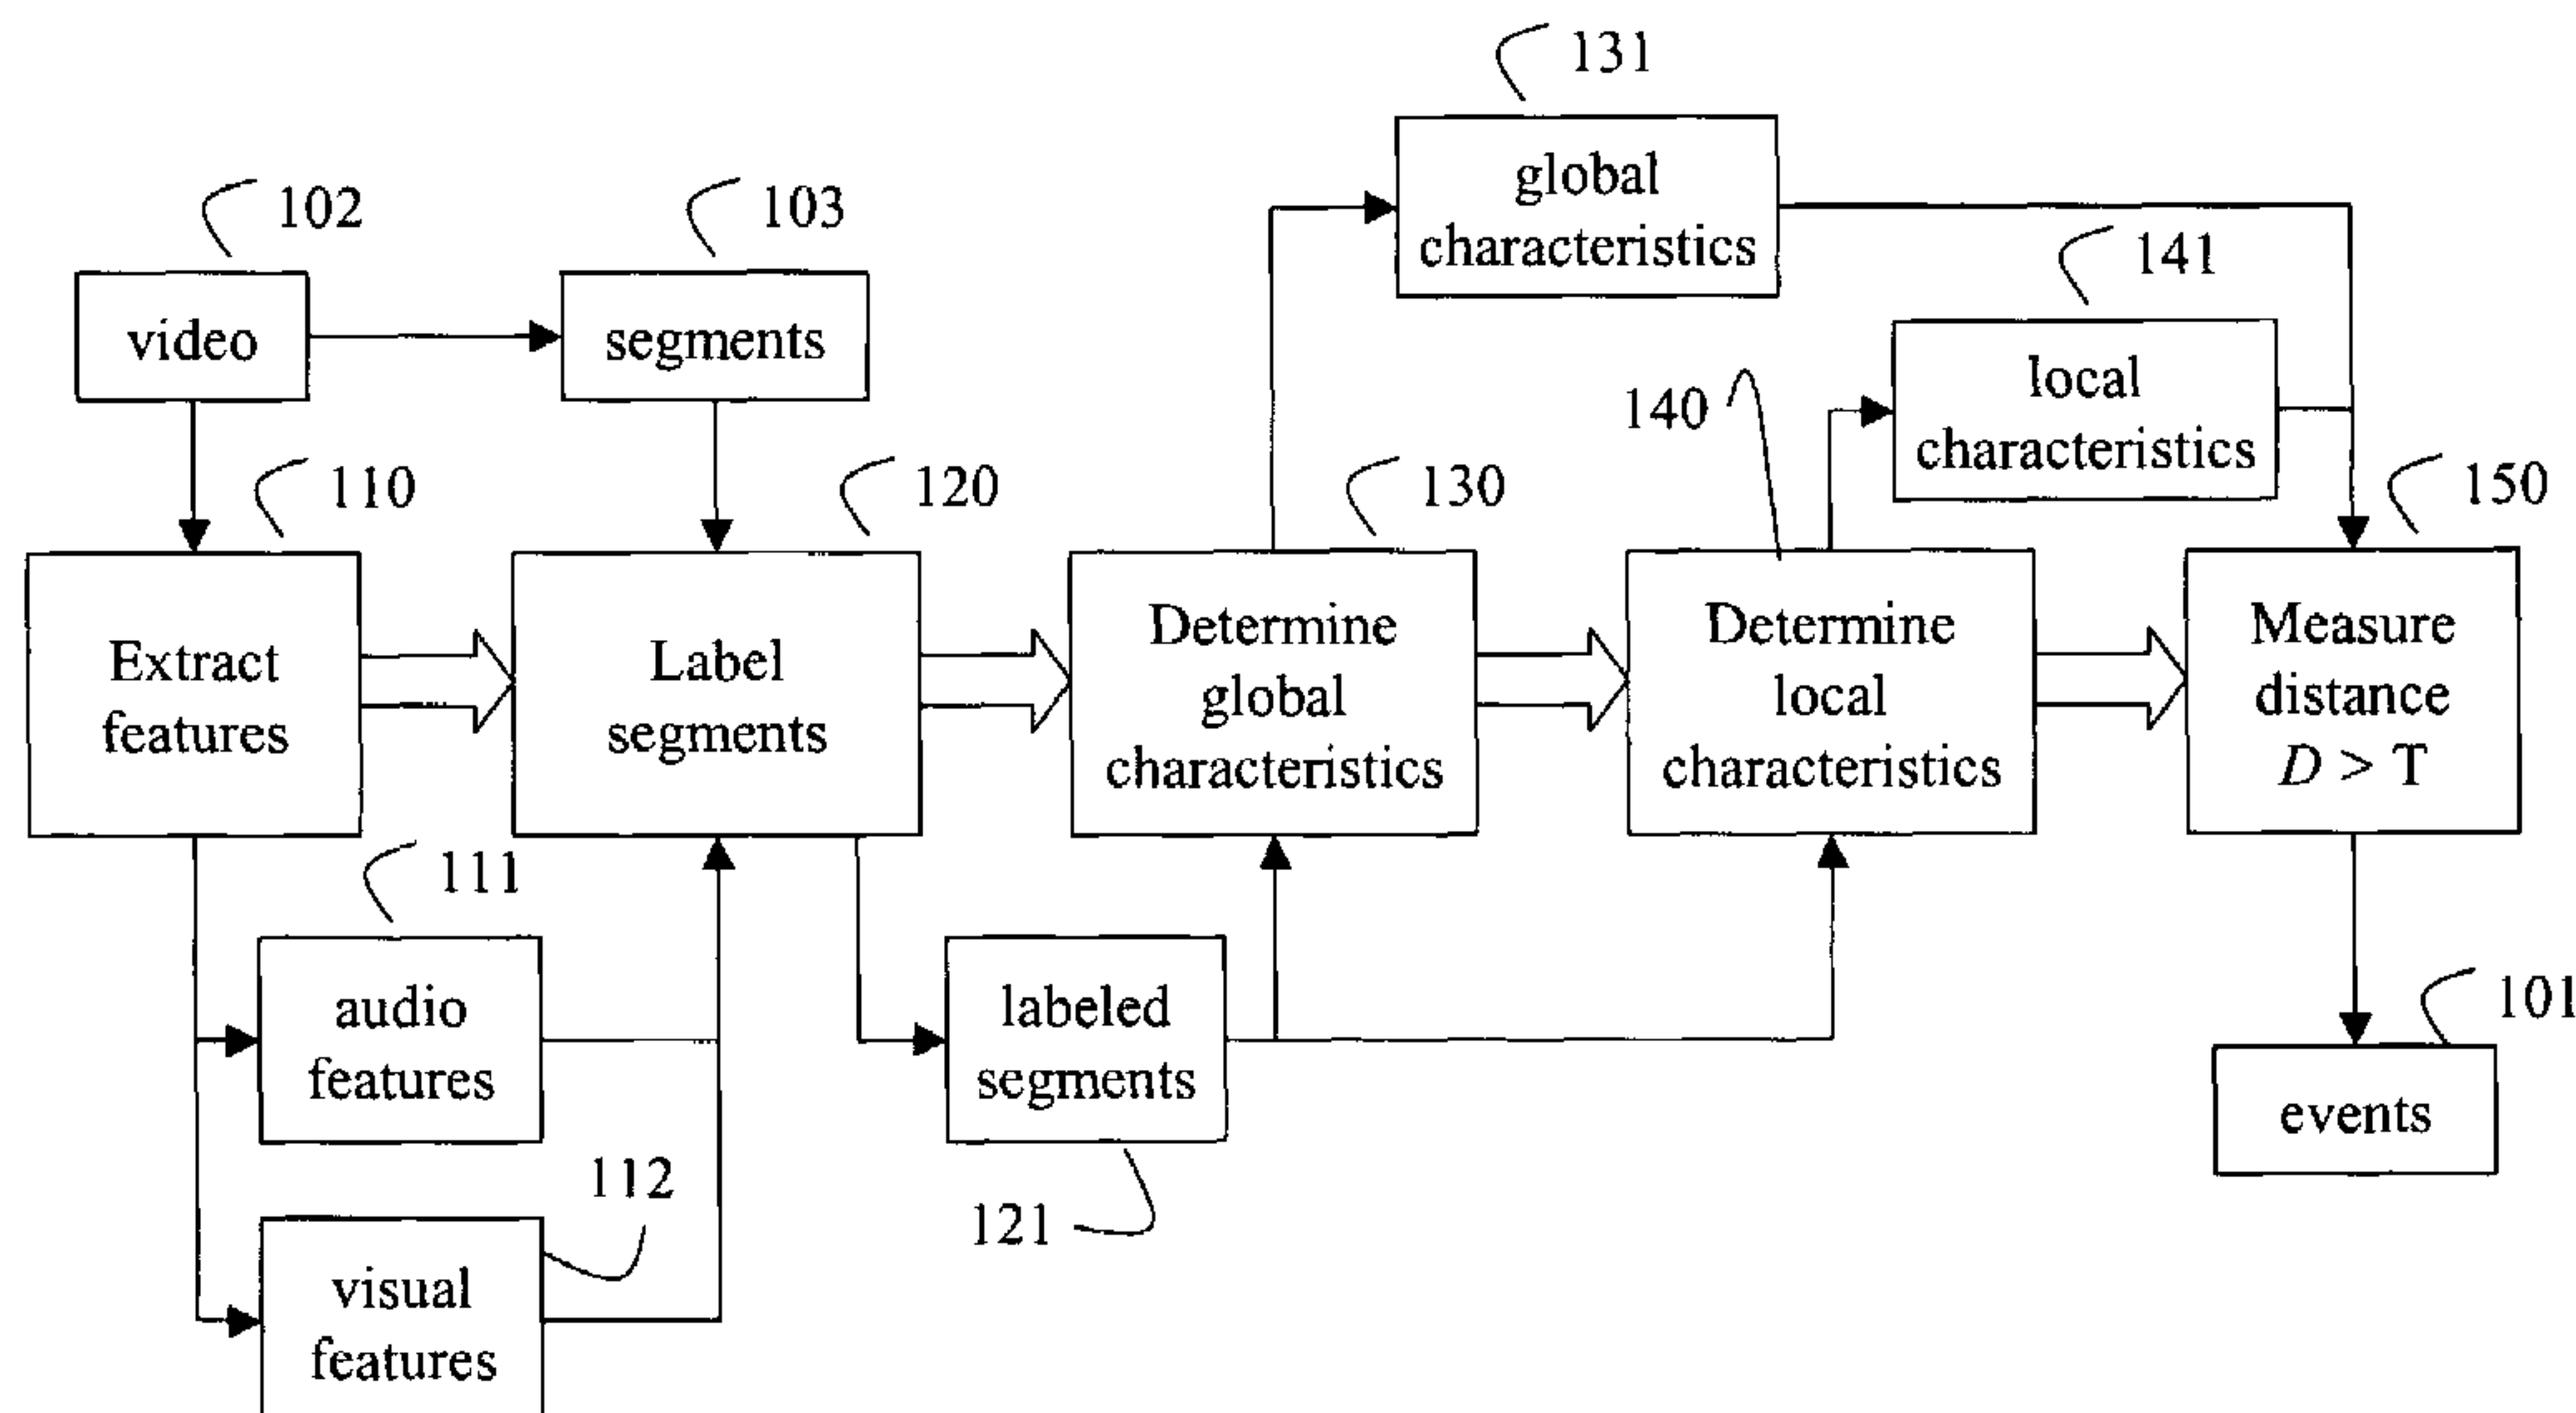 131
global
characteristics
102
103
141
video
segments
local
characteristics
140
110
120
130
150
Extract
features
Label
segments
Determine
global
characteristics
Determine
local
characteristics
Measure
distance
D > T
111
audio
features
labeled
segments
101
events
112
121
visual
features